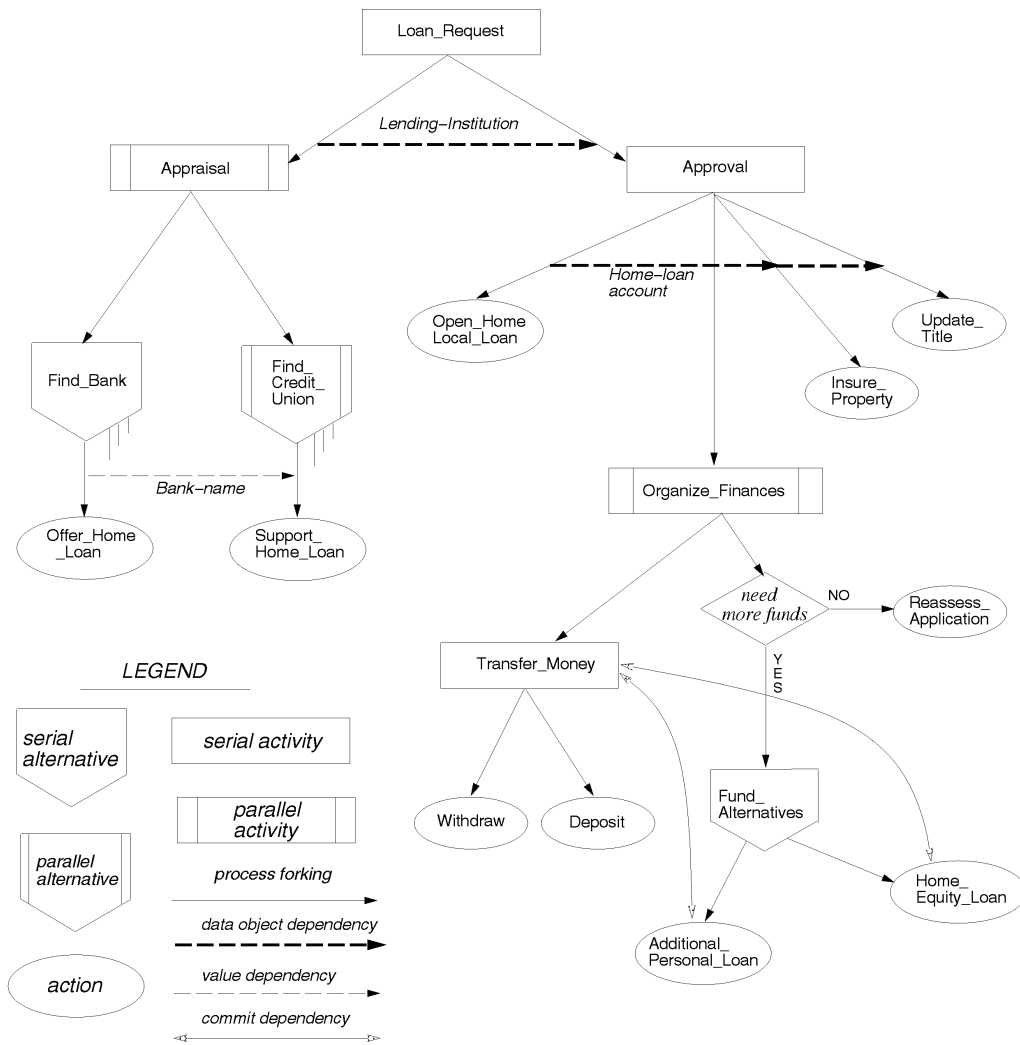 Loan_Request
Lending–Institution
Appraisal
Approval
Home–loan
account
Open_Home
Local_Loan
Update_
Title
Insure_
Property
Find_Bank
Find_
Credit_
Union
Bank–name
Offer_Home
_Loan
Support_
Home_Loan
Organize_Finances
need
more funds
NO
Reassess_
Application
YES
Transfer_Money
Withdraw
Deposit
Fund_
Alternatives
Additional_
Personal_Loan
Home_
Equity_Loan
LEGEND
serial
alternative
serial activity
parallel
activity
parallel
alternative
process forking
data object dependency
action
value dependency
commit dependency